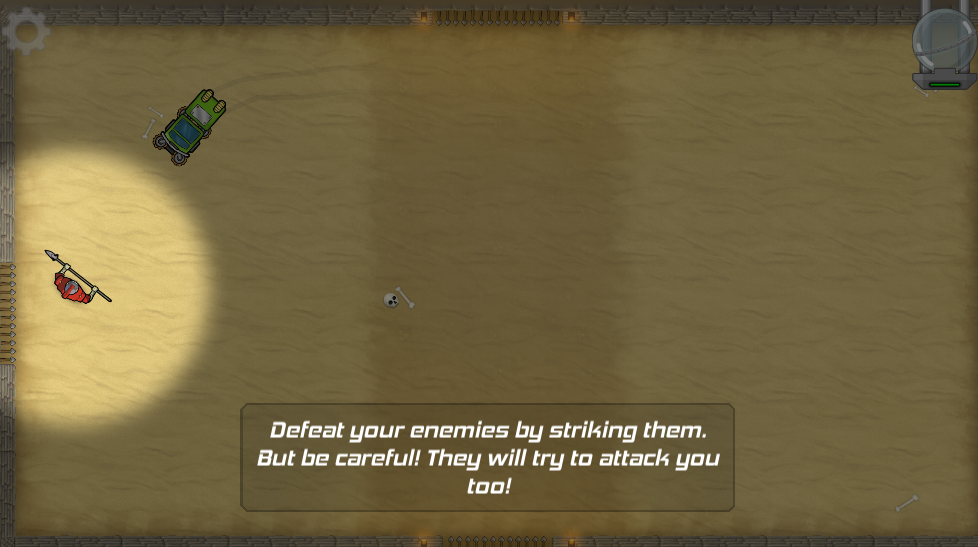 Defeat your enemies by striking them.
But be careful! They will try to attack you
too!